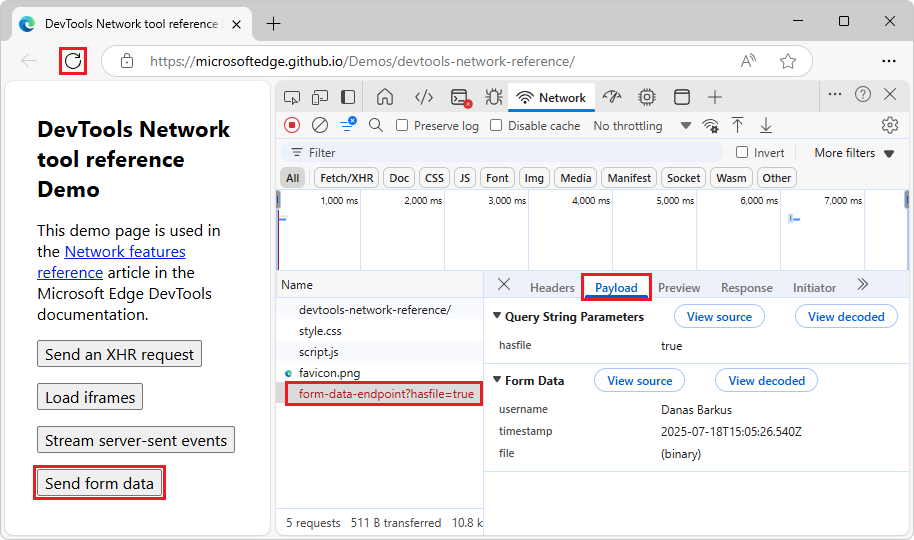 DevTools Network tool reference
https://microsoftedge.github.io/Demos/devtools-network-reference/
DevTools Network
tool reference
Demo
This demo page is used in
the Network features
reference article in the
Microsoft Edge DevTools
documentation.
Send an XHR request
Load iframes
Stream server-sent events
Send form data
Network
Preserve log Disable cache No throttling
Filter Invert More filters
All Fetch/XHR Doc CSS JS Font Img Media Manifest Socket Wasm Other
1,000 ms 2,000 ms 3,000 ms 4,000 ms 5,000 ms 6,000 ms 7,000 ms
Name
devtools-network-reference/
style.css
script.js
favicon.png
form-data-endpoint?hasfile=true
5 requests 511 B transferred 10.8 k
Headers Payload Preview Response Initiator
Query String Parameters View source View decoded
hasfile true
Form Data View source View decoded
username Danas Barkus
timestamp 2025-07-18T15:05:26.540Z
file (binary)